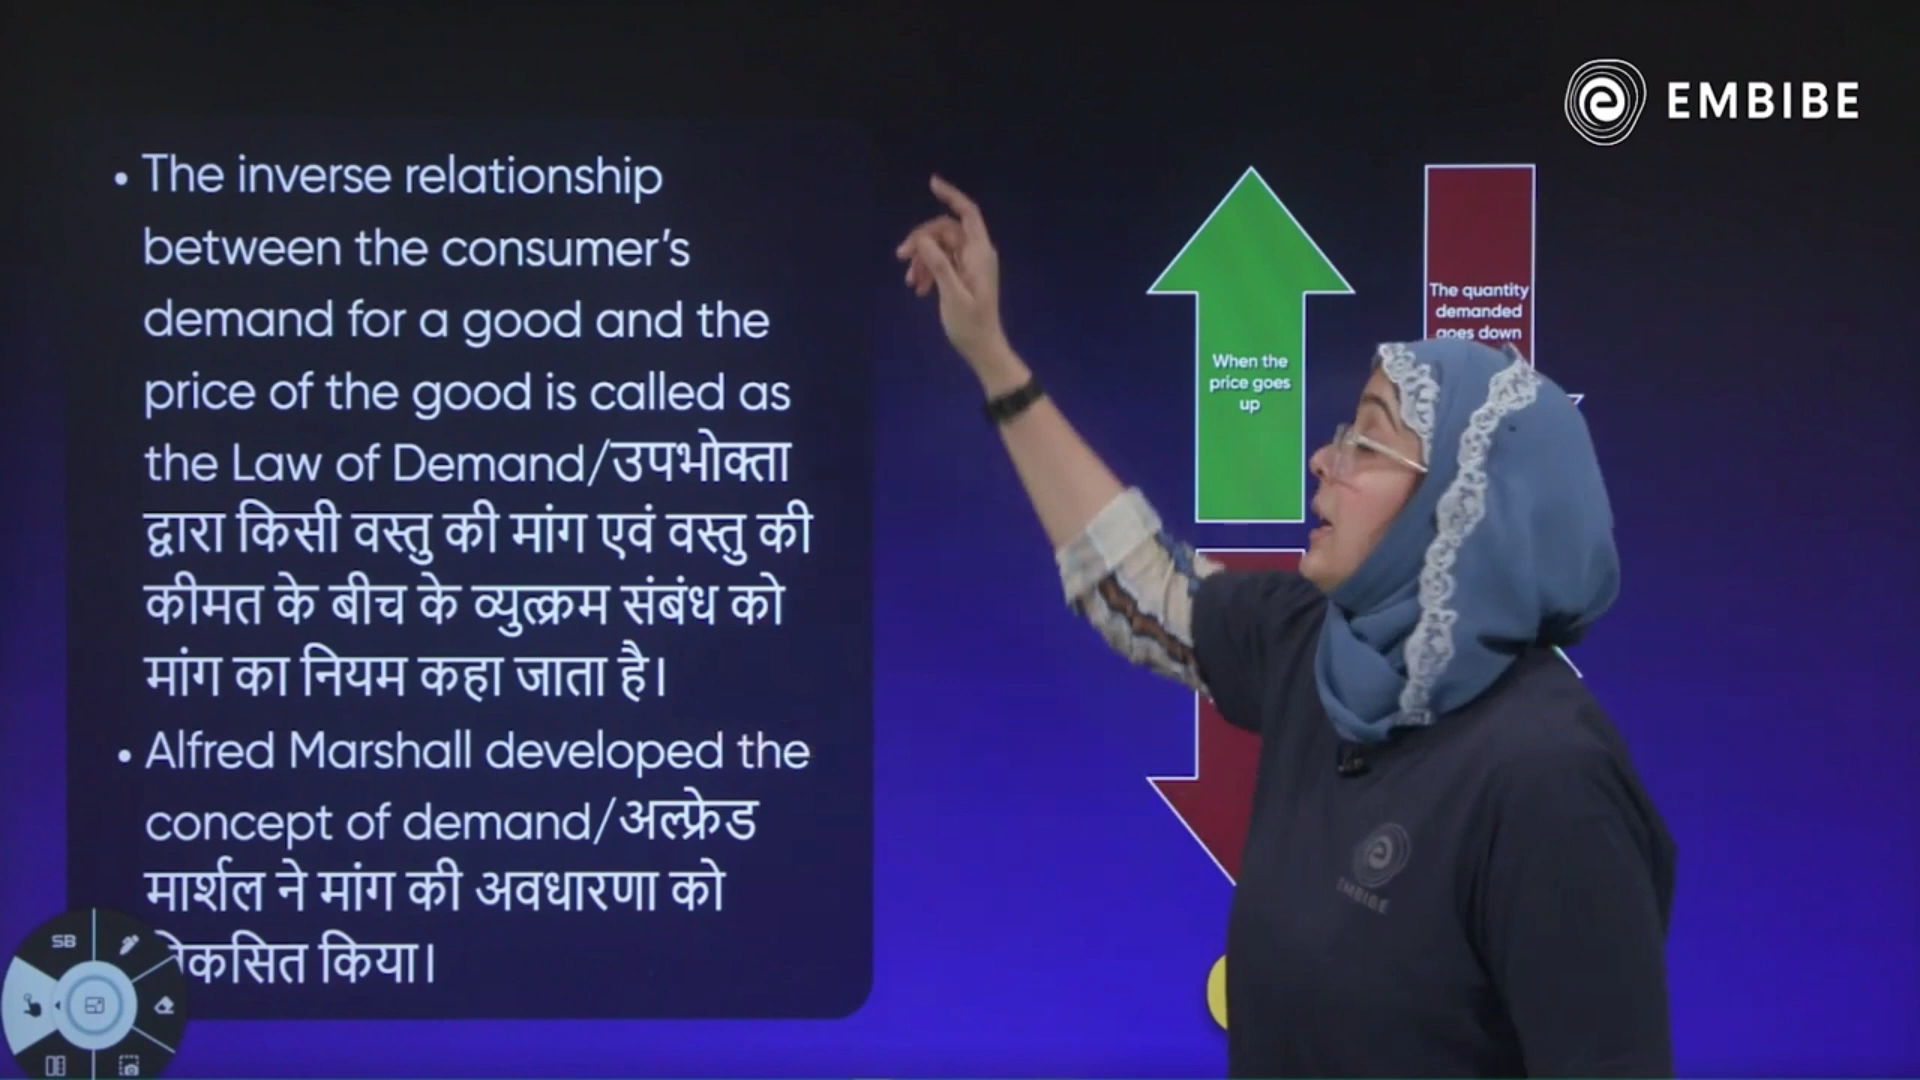 EMBIBE
• The inverse relationship
between the consumer's
demand for a good and the
price of the good is called as
the Law of Demand/उपभोक्ता
द्वारा किसी वस्तु की मांग एवं वस्तु की
कीमत के बीच के व्युत्क्रम संबंध को
मांग का नियम कहा जाता है।
• Alfred Marshall developed the
concept of demand/अल्फ्रेड
मार्शल ने मांग की अवधारणा को
किया।
When the
price goes
up
The quantity
demanded
goes down
SB
EMBIBE